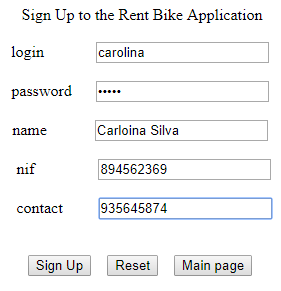 Sign Up to the Rent Bike Application
login carolina
password •••••
name Carloina Silva
nif 894562369
contact 935645874
Sign Up Reset Main page